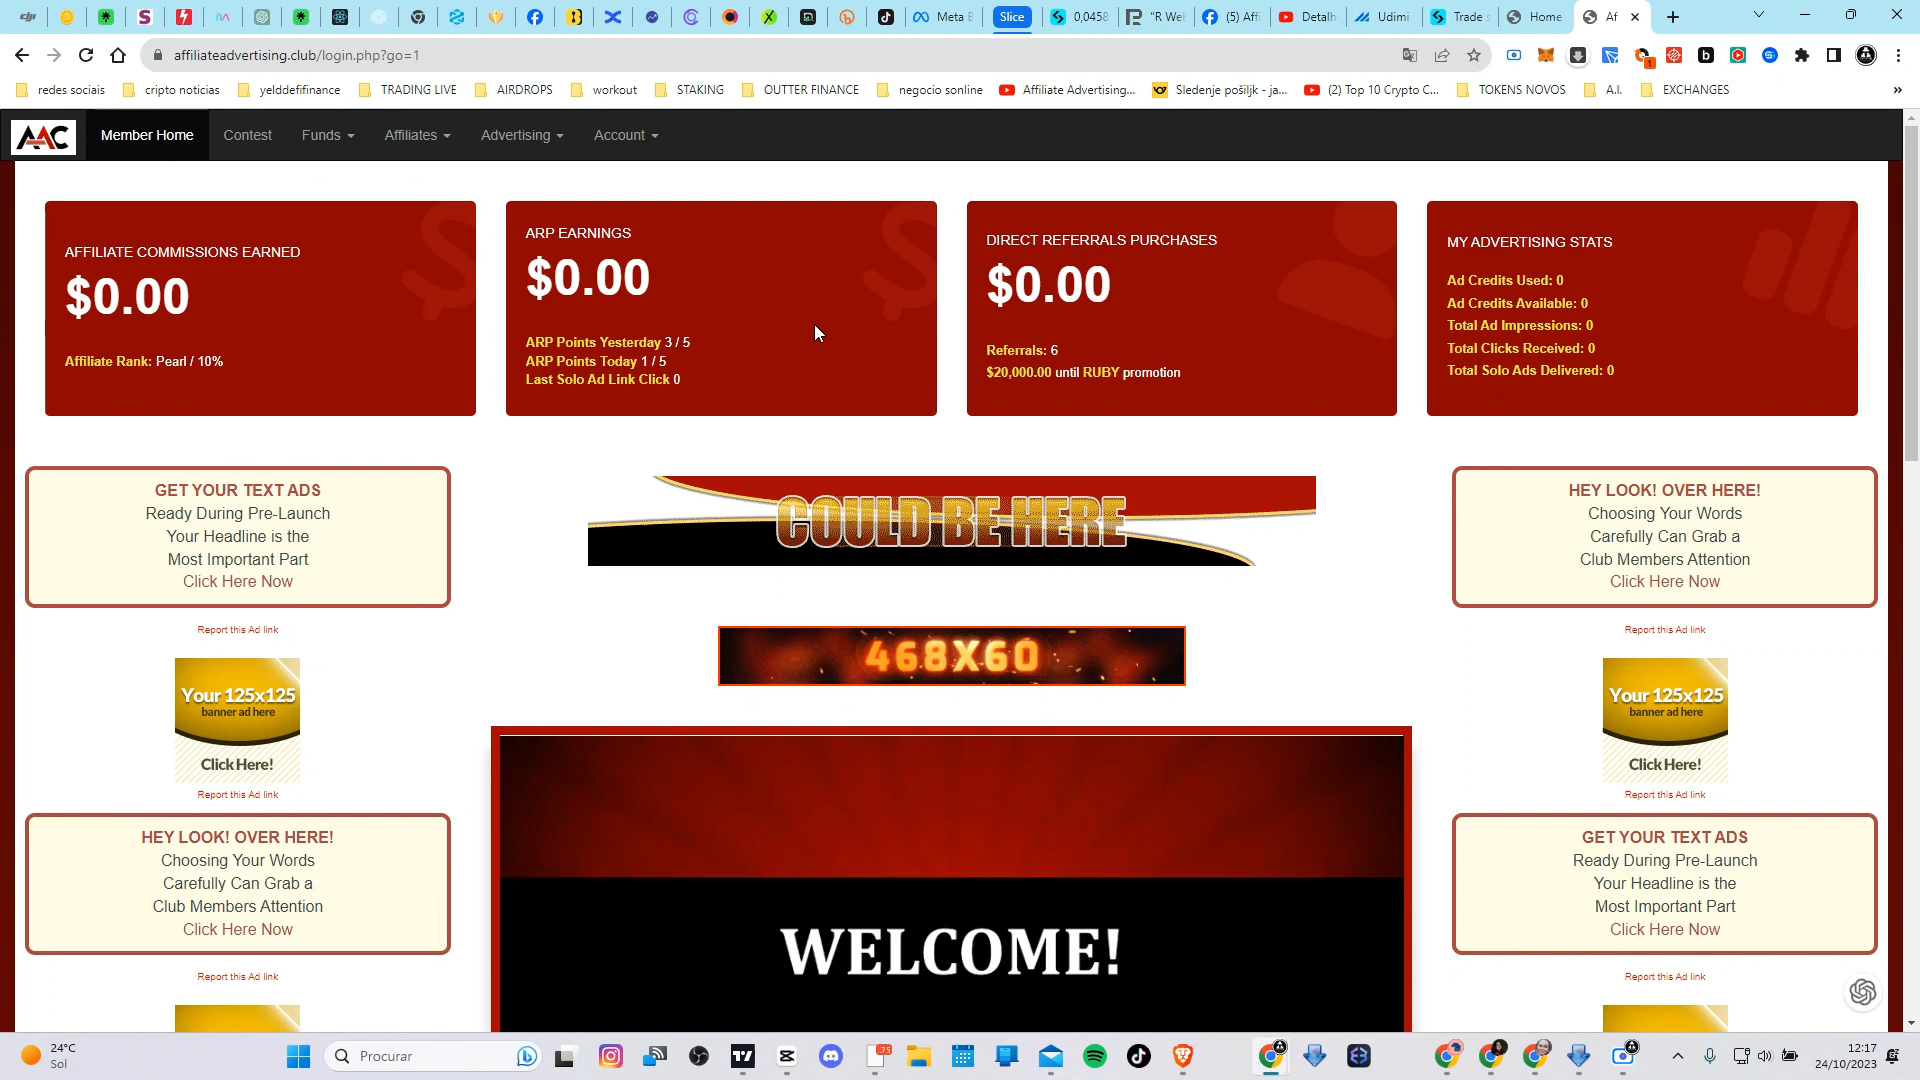 Meta B
Slice
0,0458
"R Wel
(5) Affi
Detalh
Udimi
Trade s
Home
Af
affiliateadvertising.club/login.php?go=1
redes sociais
cripto noticias
yelddefifinance
TRADING LIVE
AIRDROPS
workout
STAKING
OUTTER FINANCE
negocio sonline
Affiliate Advertising...
Sledenje pošiljk - ja...
(2) Top 10 Crypto C...
TOKENS NOVOS
A.I.
EXCHANGES
»
AAC
Member Home
Contest
Funds
Affiliates
Advertising
Account
AFFILIATE COMMISSIONS EARNED
$0.00
Affiliate Rank: Pearl / 10%
ARP EARNINGS
$0.00
ARP Points Yesterday 3 / 5
ARP Points Today 1 / 5
Last Solo Ad Link Click 0
DIRECT REFERRALS PURCHASES
$0.00
Referrals: 6
$20,000.00 until RUBY promotion
MY ADVERTISING STATS
Ad Credits Used: 0
Ad Credits Available: 0
Total Ad Impressions: 0
Total Clicks Received: 0
Total Solo Ads Delivered: 0
GET YOUR TEXT ADS
Ready During Pre-Launch
Your Headline is the
Most Important Part
Click Here Now
Report this Ad link
Your 125x125
banner ad here
Click Here!
Report this Ad link
HEY LOOK! OVER HERE!
Choosing Your Words
Carefully Can Grab a
Club Members Attention
Click Here Now
Report this Ad link
COULD BE HERE
468X60
WELCOME!
HEY LOOK! OVER HERE!
Choosing Your Words
Carefully Can Grab a
Club Members Attention
Click Here Now
Report this Ad link
Your 125x125
banner ad here
Click Here!
Report this Ad link
GET YOUR TEXT ADS
Ready During Pre-Launch
Your Headline is the
Most Important Part
Click Here Now
Report this Ad link
24°C
Sol
Procurar
12:17
24/10/2023